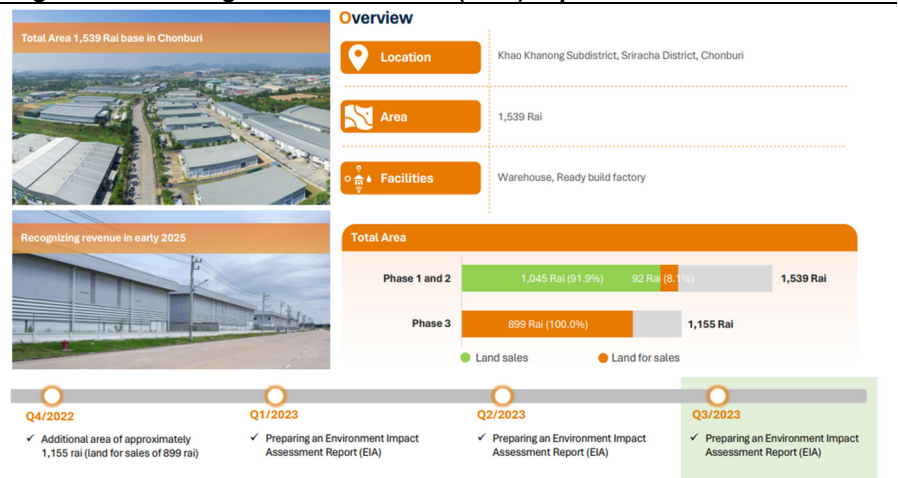 Overview
Total Area 1,539 Rai base in Chonburi
Location
Khao Khanong Subdistrict, Sriracha District, Chonburi
Area
1,539 Rai
Facilities
Warehouse, Ready build factory
Recognizing revenue in early 2025
Total Area
Phase 1 and 2
1,045 Rai (91.9%)
92 Rai (8.1%)
1,539 Rai
Phase 3
899 Rai (100.0%)
1,155 Rai
Land sales
Land for sales
Q4/2022
✓ Additional area of approximately
1,155 rai (land for sales of 899 rai)
Q1/2023
✓ Preparing an Environment Impact
Assessment Report (EIA)
Q2/2023
✓ Preparing an Environment Impact
Assessment Report (EIA)
Q3/2023
✓ Preparing an Environment Impact
Assessment Report (EIA)